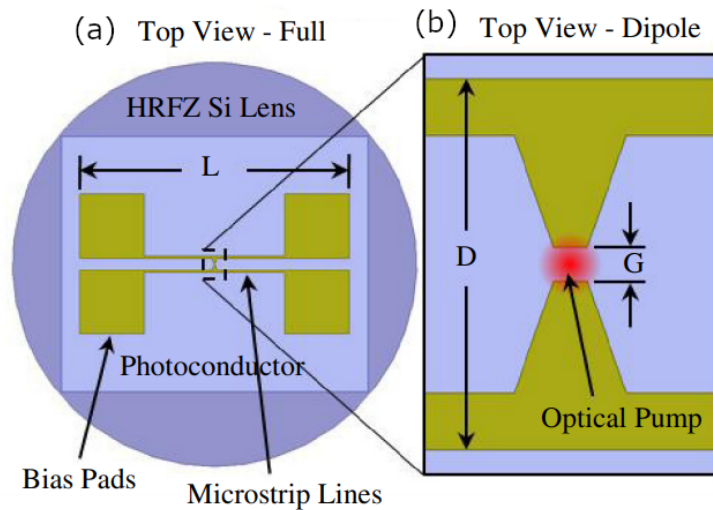 (a) Top View - Full
HRFZ Si Lens
L
Photoconductor
Bias Pads
Microstrip Lines
(b) Top View - Dipole
D
G
Optical Pump